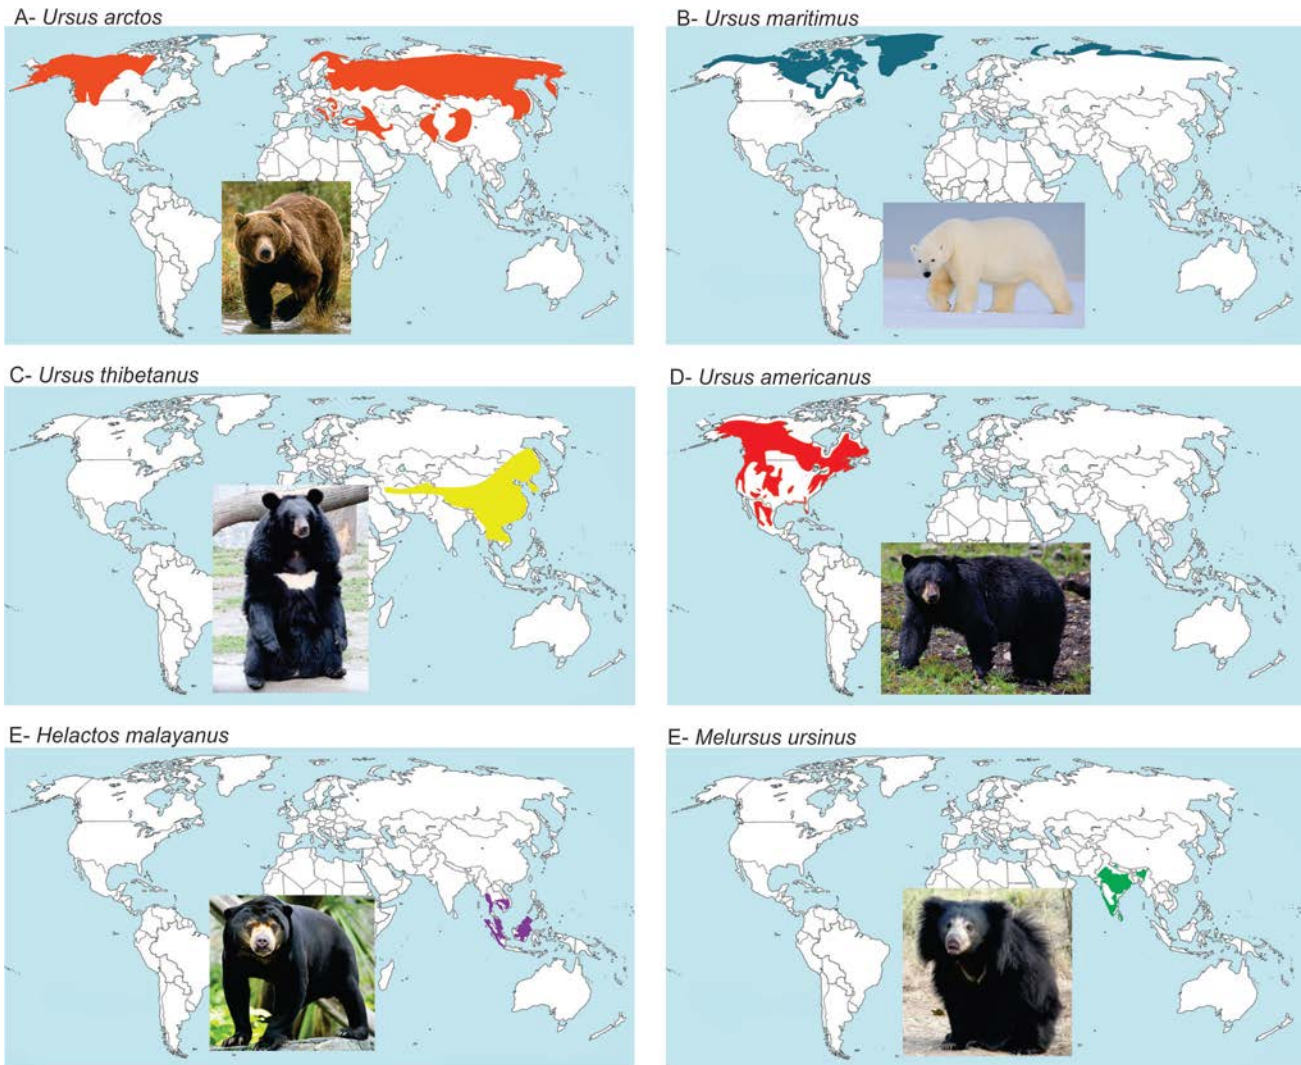 A- Ursus arctos
B- Ursus maritimus
C- Ursus thibetanus
D- Ursus americanus
E- Helactos malayanus
E- Melursus ursinus